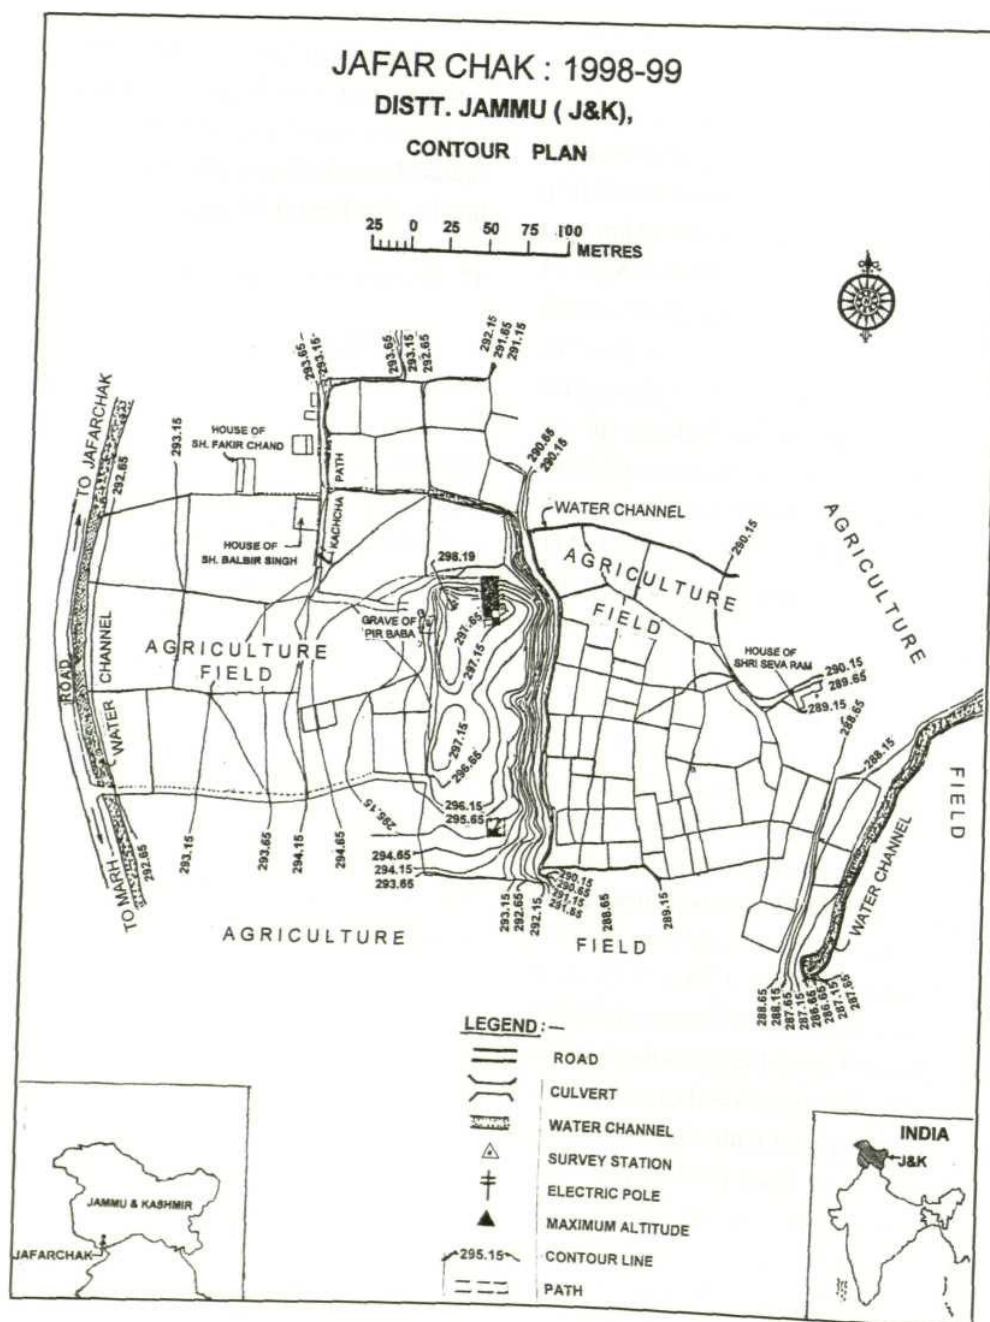 JAFAR CHAK : 1998-99
DISTT. JAMMU ( J&K),
CONTOUR PLAN
25 0 25 50 75 100
METRES
293.65
293.15
293.65
293.15
292.65
292.15
291.65
291.15
TO JAFARCHAK
292.65
293.15
HOUSE OF
SH. FAKIR CHAND
KACHCHA PATH
290.65
290.15
WATER CHANNEL
HOUSE OF
SH. BALBIR SINGH
298.19
AGRICULTURE
FIELD
290.15
AGRICULTURE
FIELD
GRAVE OF
PIR BABA
297.65
297.15
AGRICULTURE
FIELD
HOUSE OF
SHRI SEVA RAM
290.15
289.65
289.15
288.65
288.15
ROAD
WATER CHANNEL
297.15
296.65
296.15
295.65
295.15
294.65
294.15
293.65
TO MARH
292.65
293.15
293.65
294.15
294.65
293.15
292.65
292.15
290.15
290.65
291.15
291.65
288.65
289.15
WATER CHANNEL
AGRICULTURE FIELD
288.65
288.15
287.65
287.15
286.65
286.65
287.15
287.65
LEGEND :—
ROAD
CULVERT
WATER CHANNEL
SURVEY STATION
ELECTRIC POLE
MAXIMUM ALTITUDE
295.15 CONTOUR LINE
PATH
JAMMU & KASHMIR
JAFARCHAK
INDIA
J&K